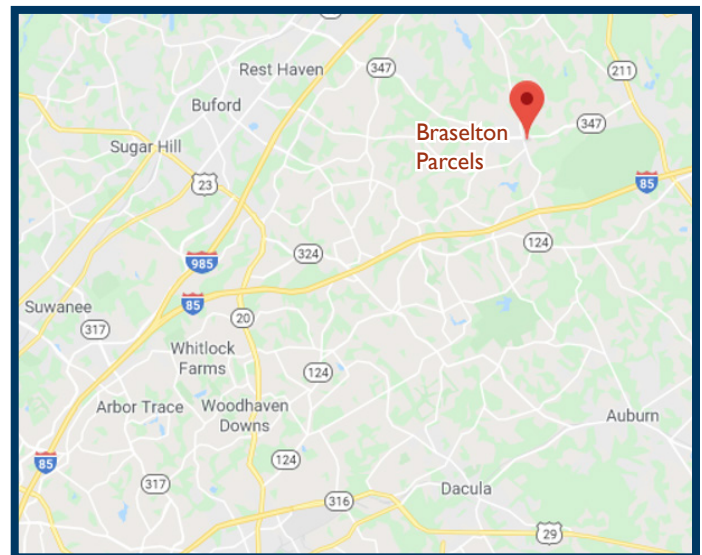 Rest Haven
347
211
Buford
Braselton
Parcels
347
Sugar Hill
23
85
124
324
985
Suwanee
85
20
317
Whitlock
Farms
124
Arbor Trace
Woodhaven
Downs
Auburn
85
124
317
Dacula
316
29